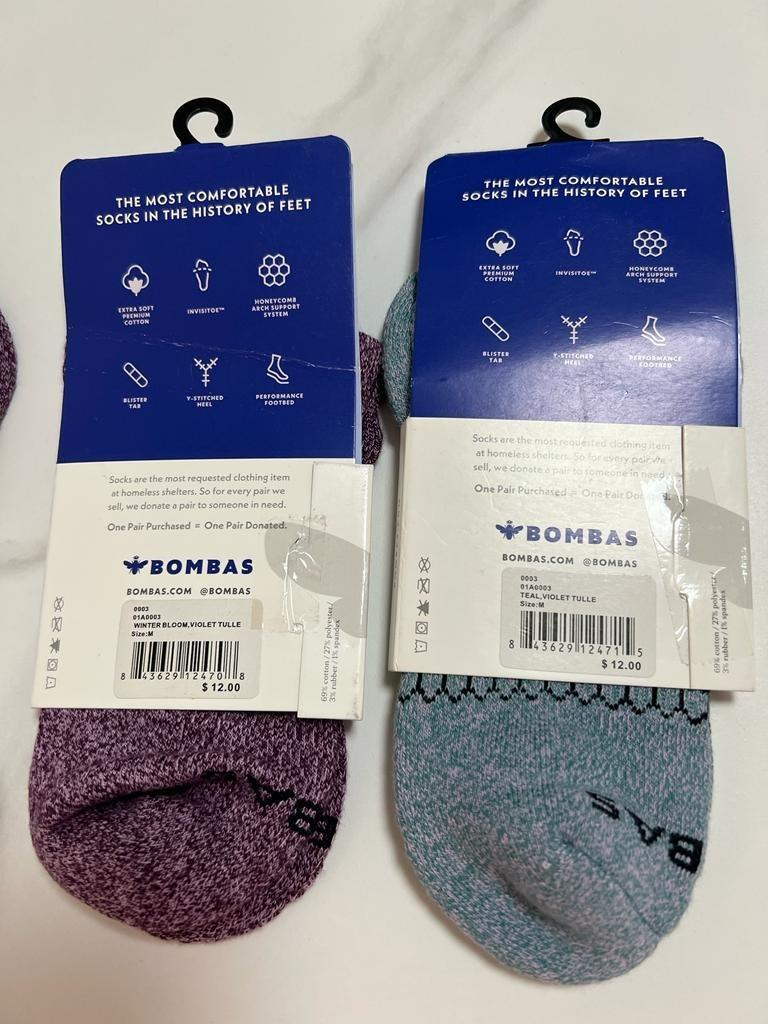 THE MOST COMFORTABLE
SOCKS IN THE HISTORY OF FEET
EXTRA SOFT
PREMIUM
COTTON
INVISITOE™
HONEYCOMB
ARCH SUPPORT
SYSTEM
BLISTER
TAB
Y-STITCHED
HEEL
PERFORMANCE
FOOTBED
Socks are the most requested clothing item
at homeless shelters. So for every pair we
sell, we donate a pair to someone in need.
One Pair Purchased = One Pair Donated.
BOMBAS
BOMBAS.COM @BOMBAS
0003
01A0003
WINTER BLOOM,VIOLET TULLE
Size:M
8 43629 12470 8
$ 12.00
69% cotton / 27% polyester /
3% rubber / 1% spandex
BA
THE MOST COMFORTABLE
SOCKS IN THE HISTORY OF FEET
EXTRA SOFT
PREMIUM
COTTON
INVISITOE™
HONEYCOMB
ARCH SUPPORT
SYSTEM
BLISTER
TAB
Y-STITCHED
HEEL
PERFORMANCE
FOOTBED
Socks are the most requested clothing item
at homeless shelters. So for every pair we
sell, we donate a pair to someone in need.
One Pair Purchased = One Pair Donated.
BOMBAS
BOMBAS.COM @BOMBAS
0003
01A0003
TEAL,VIOLET TULLE
Size:M
8 43629 12471 5
$ 12.00
69% cotton / 27% polyester /
3% rubber / 1% spandex
BAS